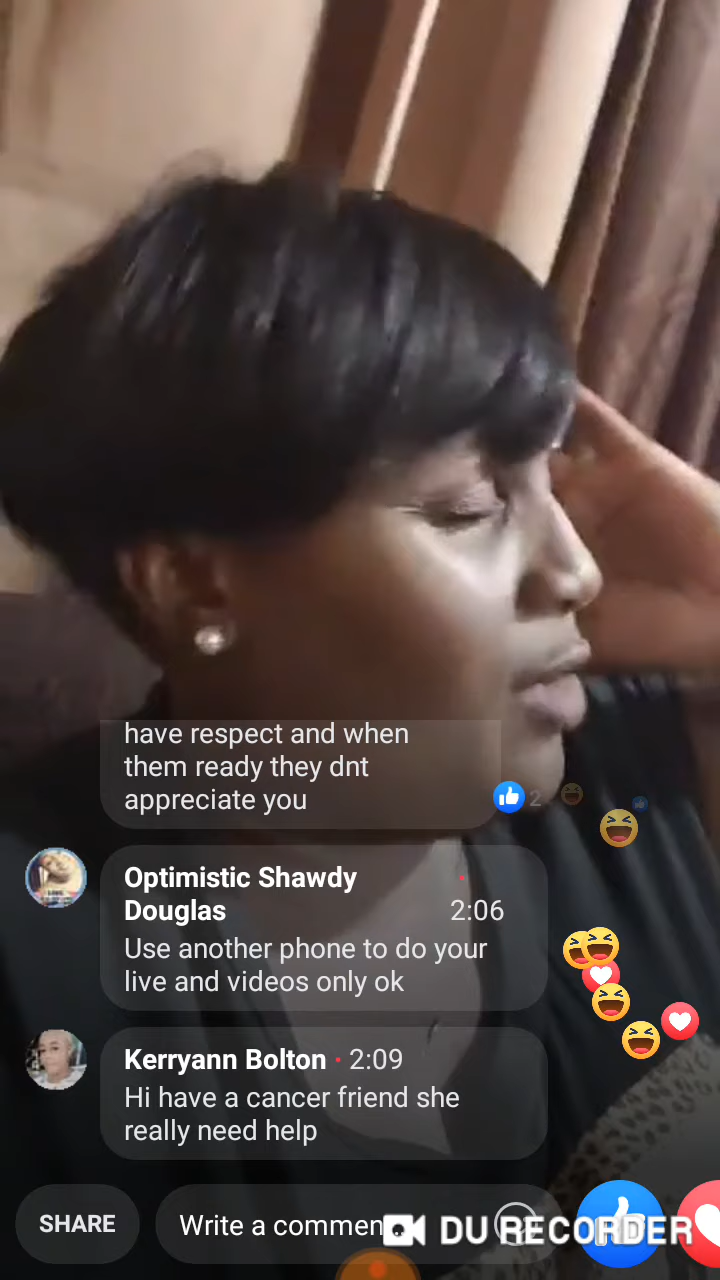 have respect and when
them ready they dnt
appreciate you
2
Optimistic Shawdy
Douglas
2:06
Use another phone to do your
live and videos only ok
Kerryann Bolton · 2:09
Hi have a cancer friend she
really need help
SHARE
Write a commen
DU RECORDER